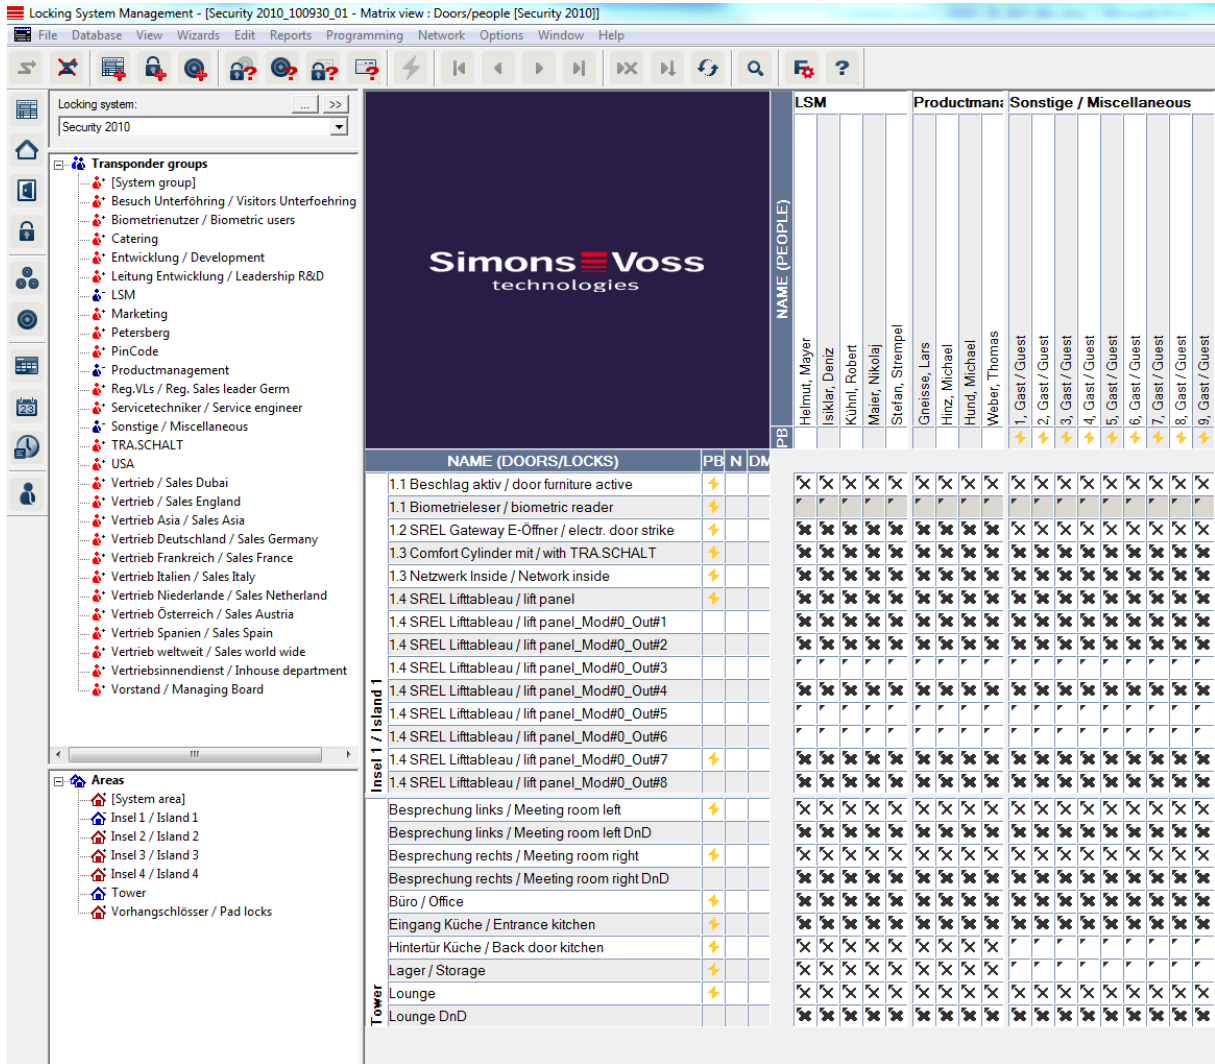 Locking System Management - [Security 2010_100930_01 - Matrix view : Doors/people [Security 2010]]
File Database View Wizards Edit Reports Programming Network Options Window Help
Locking system:
... >>
Security 2010
Transponder groups
[System group]
Besuch Unterföhring / Visitors Unterfoehring
Biometrienutzer / Biometric users
Catering
Entwicklung / Development
Leitung Entwicklung / Leadership R&D
LSM
Marketing
Petersberg
PinCode
Productmanagement
Reg.VLs / Reg. Sales leader Germ
Servicetechniker / Service engineer
Sonstige / Miscellaneous
TRA.SCHALT
USA
Vertrieb / Sales Dubai
Vertrieb / Sales England
Vertrieb Asia / Sales Asia
Vertrieb Deutschland / Sales Germany
Vertrieb Frankreich / Sales France
Vertrieb Italien / Sales Italy
Vertrieb Niederlande / Sales Netherland
Vertrieb Österreich / Sales Austria
Vertrieb Spanien / Sales Spain
Vertrieb weltweit / Sales world wide
Vertriebsinnendienst / Inhouse department
Vorstand / Managing Board
Areas
[System area]
Insel 1 / Island 1
Insel 2 / Island 2
Insel 3 / Island 3
Insel 4 / Island 4
Tower
Vorhangschlösser / Pad locks
Simons Voss
technologies
NAME (PEOPLE)
PB
LSM
Productmana
Sonstige / Miscellaneous
Helmut, Mayer
Isiklar, Deniz
Kühnl, Robert
Maier, Nikolaj
Stefan, Strempel
Gneisse, Lars
Hinz, Michael
Hund, Michael
Weber, Thomas
1, Gast / Guest
2, Gast / Guest
3, Gast / Guest
4, Gast / Guest
5, Gast / Guest
6, Gast / Guest
7, Gast / Guest
8, Gast / Guest
9, Gast / Guest
NAME (DOORS/LOCKS) PB N DM
Insel 1 / Island 1
1.1 Beschlag aktiv / door furniture active
1.1 Biometrieleser / biometric reader
1.2 SREL Gateway E-Öffner / electr. door strike
1.3 Comfort Cylinder mit / with TRA.SCHALT
1.3 Netzwerk Inside / Network inside
1.4 SREL Lifttableau / lift panel
1.4 SREL Lifttableau / lift panel_Mod#0_Out#1
1.4 SREL Lifttableau / lift panel_Mod#0_Out#2
1.4 SREL Lifttableau / lift panel_Mod#0_Out#3
1.4 SREL Lifttableau / lift panel_Mod#0_Out#4
1.4 SREL Lifttableau / lift panel_Mod#0_Out#5
1.4 SREL Lifttableau / lift panel_Mod#0_Out#6
1.4 SREL Lifttableau / lift panel_Mod#0_Out#7
1.4 SREL Lifttableau / lift panel_Mod#0_Out#8
Tower
Besprechung links / Meeting room left
Besprechung links / Meeting room left DnD
Besprechung rechts / Meeting room right
Besprechung rechts / Meeting room right DnD
Büro / Office
Eingang Küche / Entrance kitchen
Hintertür Küche / Back door kitchen
Lager / Storage
Lounge
Lounge DnD